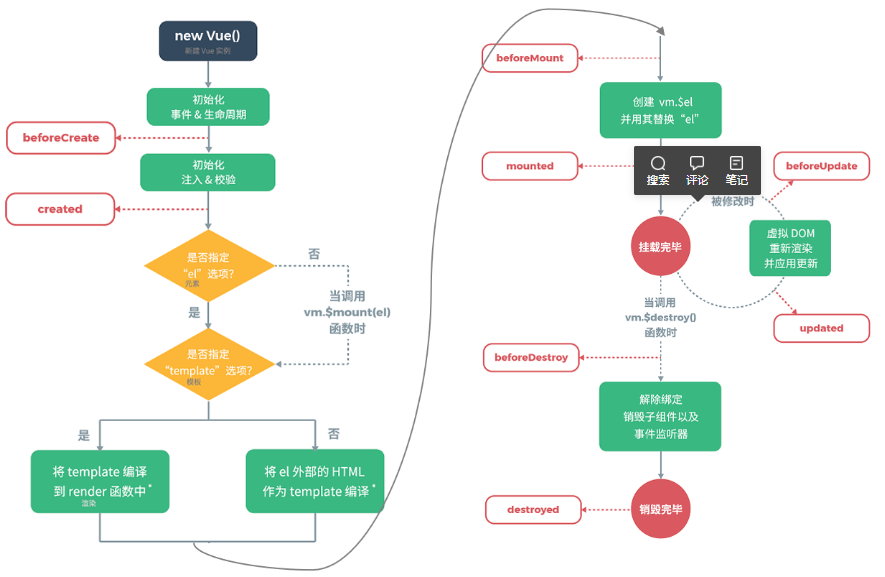 new Vue()
新建 Vue 实例
初始化
事件 & 生命周期
beforeCreate
初始化
注入 & 校验
created
是否指定
“el” 选项?
元素
否
当调用
vm.$mount(el)
函数时
是
是否指定
“template” 选项?
模板
是
否
将 template 编译
到 render 函数中 *
渲染
将 el 外部的 HTML
作为 template 编译 *
beforeMount
创建 vm.$el
并用其替换 “el”
mounted
搜索
评论
笔记
beforeUpdate
被修改时
挂载完毕
虚拟 DOM
重新渲染
并应用更新
updated
当调用
vm.$destroy()
函数时
beforeDestroy
解除绑定
销毁子组件以及
事件监听器
destroyed
销毁完毕